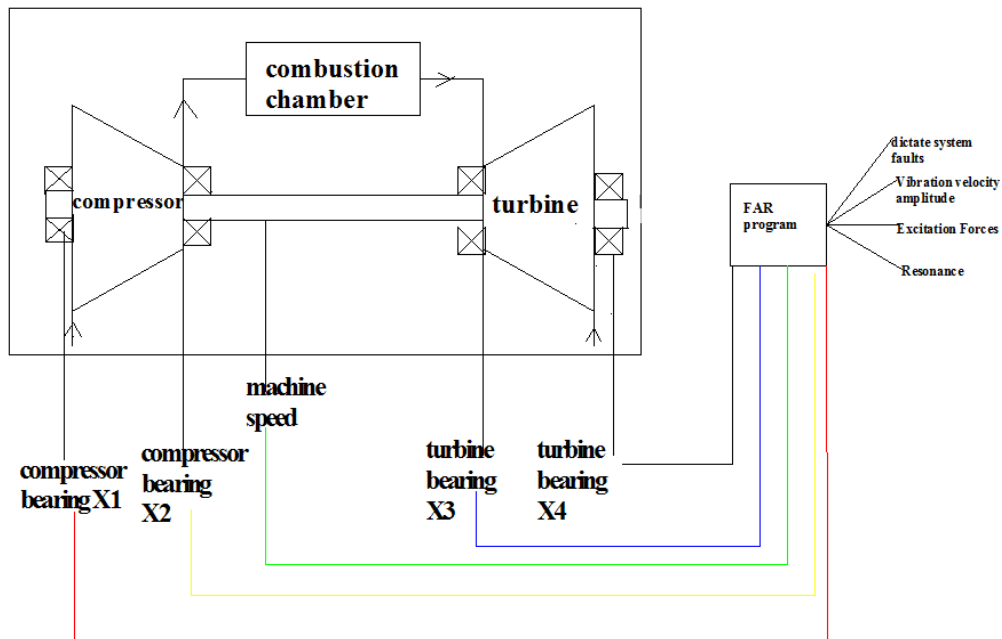 combustion
chamber
compressor
turbine
FAR
program
dictate system
faults
Vibration velocity
amplitude
Excitation Forces
Resonance
machine
speed
compressor
bearing X1
compressor
bearing
X2
turbine
bearing
X3
turbine
bearing
X4